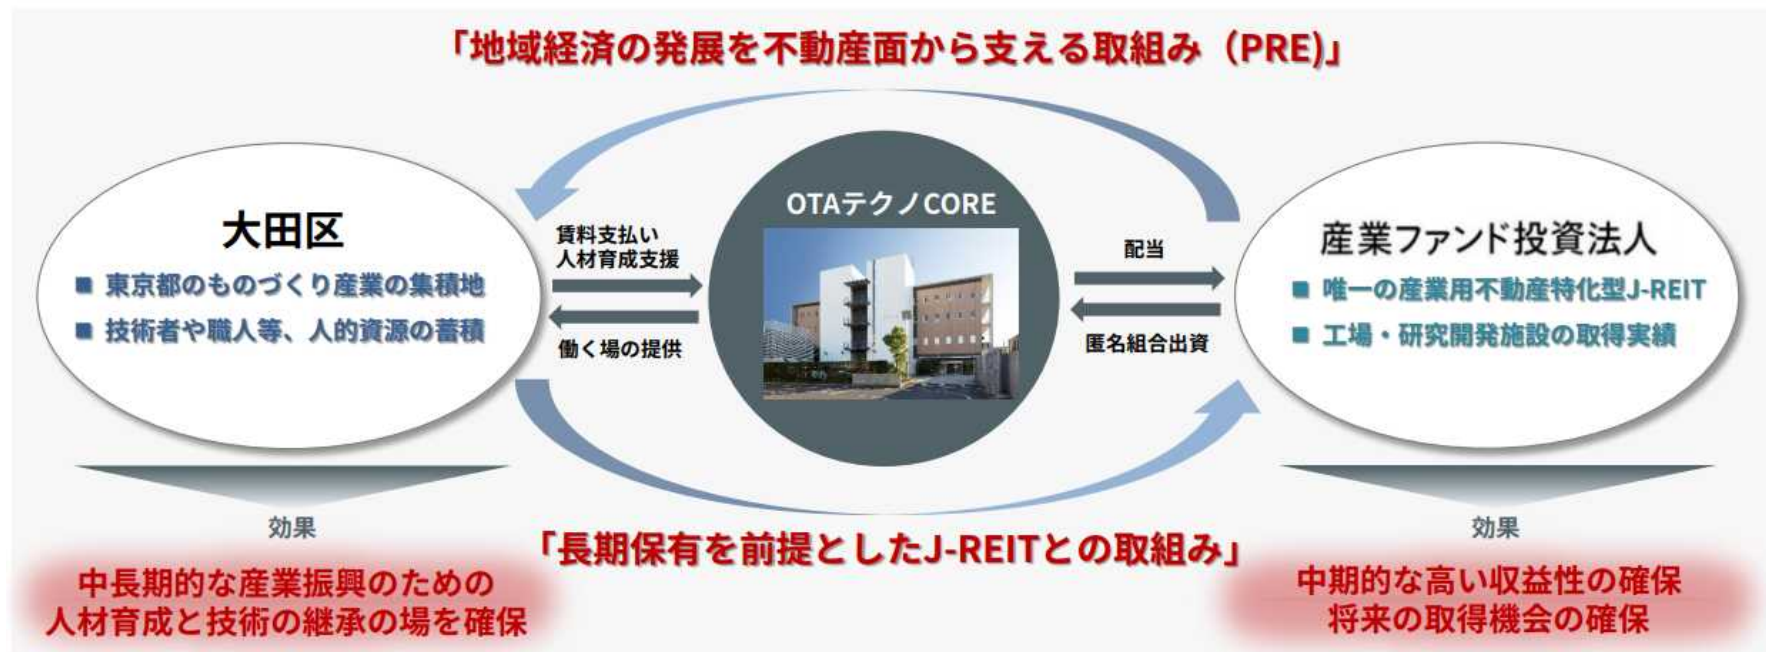 「地域経済の発展を不動産面から支える取組み（PRE)」
大田区
■ 東京都のものづくり産業の集積地
■ 技術者や職人等、人的資源の蓄積
賃料支払い
人材育成支援
働く場の提供
OTAテクノCORE
配当
匿名組合出資
産業ファンド投資法人
■ 唯一の産業用不動産特化型J-REIT
■ 工場・研究開発施設の取得実績
「長期保有を前提としたJ-REITとの取組み」
効果
中長期的な産業振興のための
人材育成と技術の継承の場を確保
効果
中期的な高い収益性の確保
将来の取得機会の確保